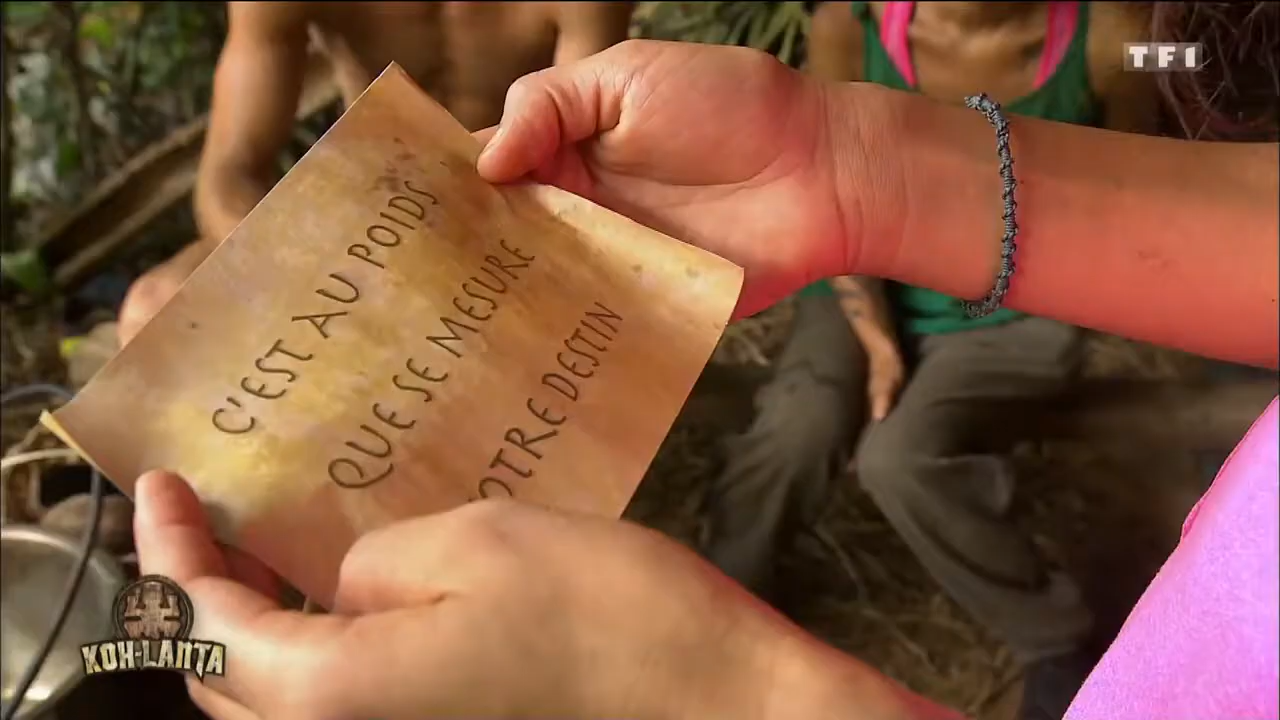 TF1
C'EST AU POIDS
QUE SE MESURE
OTRE DESTIN
KOH-LANTA